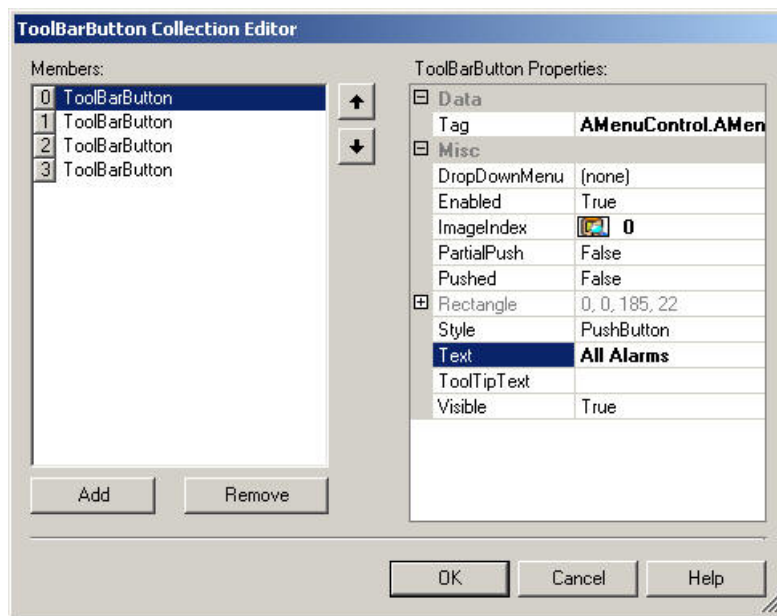 ToolBarButton Collection Editor
Members:
0 ToolBarButton
1 ToolBarButton
2 ToolBarButton
3 ToolBarButton
Add Remove
ToolBarButton Properties:
Data
Tag AMenuControl.AMen
Misc
DropDownMenu (none)
Enabled True
ImageIndex 0
PartialPush False
Pushed False
Rectangle 0, 0, 185, 22
Style PushButton
Text All Alarms
ToolTipText
Visible True
OK Cancel Help